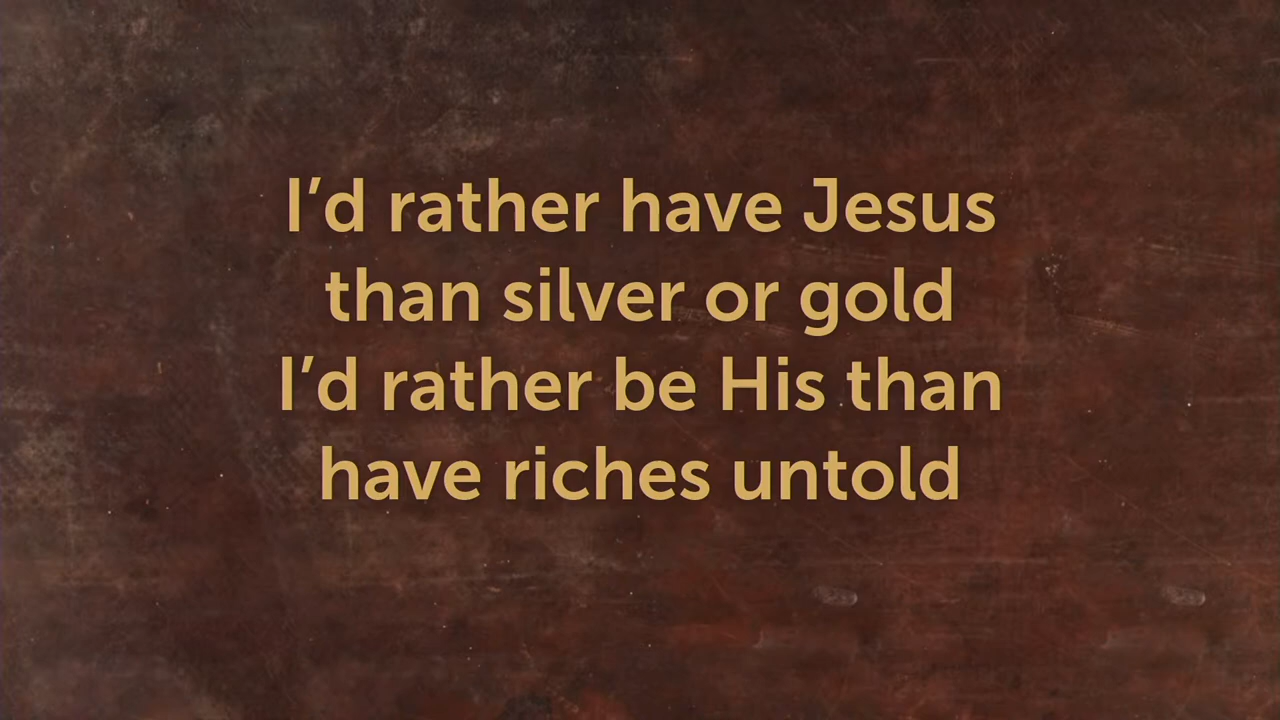 I’d rather have Jesus
than silver or gold
I’d rather be His than
have riches untold